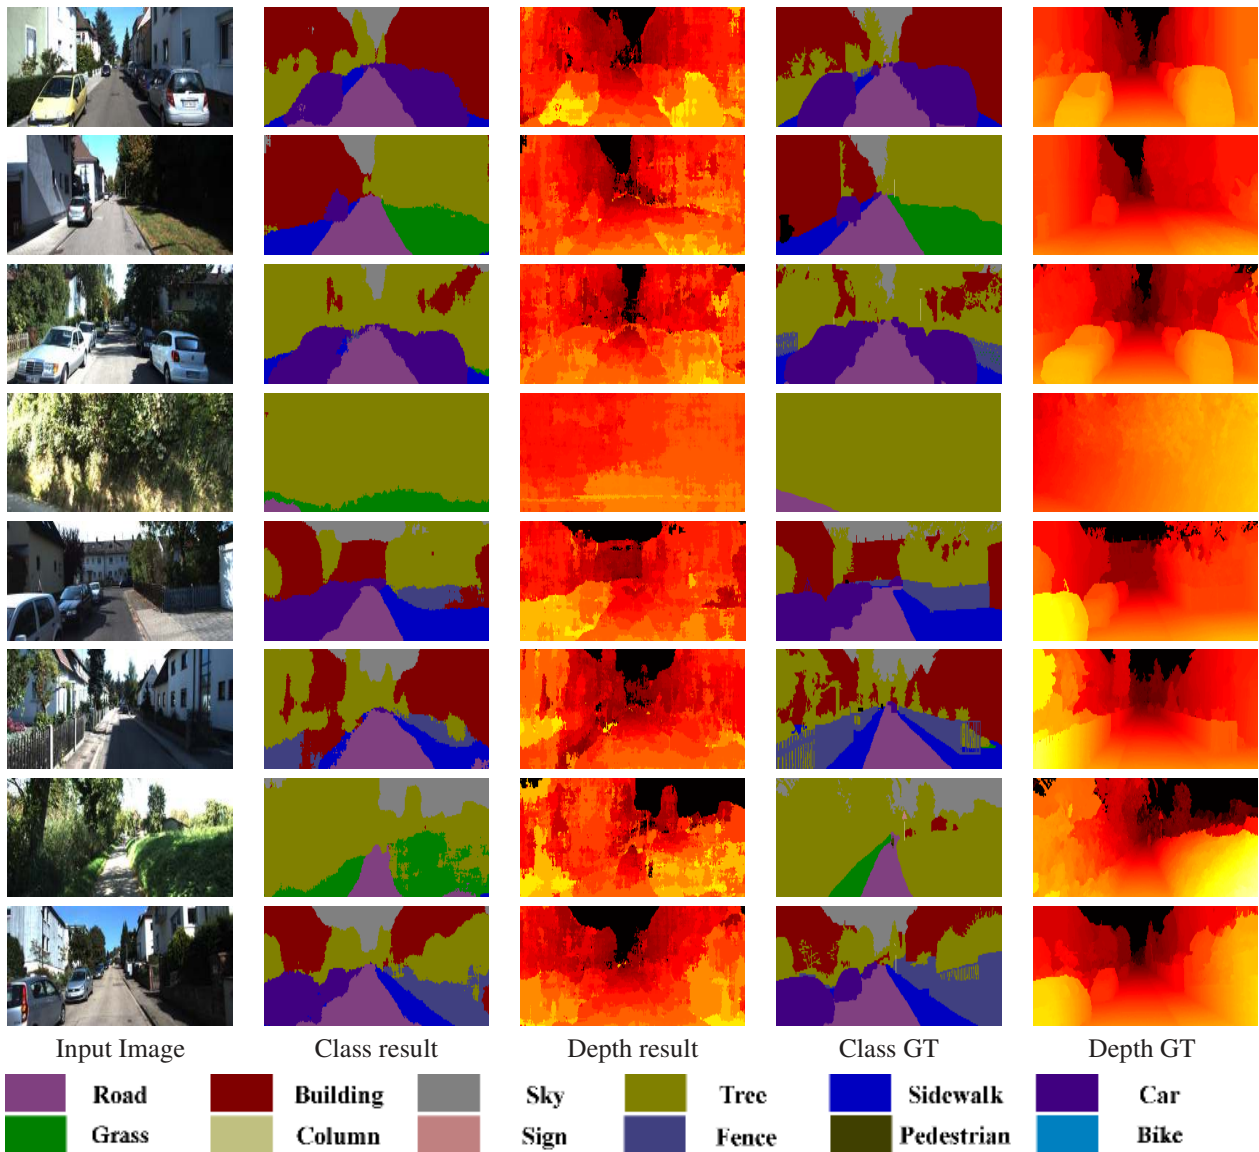 Input Image Class result Depth result Class GT Depth GT
Road Building Sky Tree Sidewalk Car
Grass Column Sign Fence Pedestrian Bike